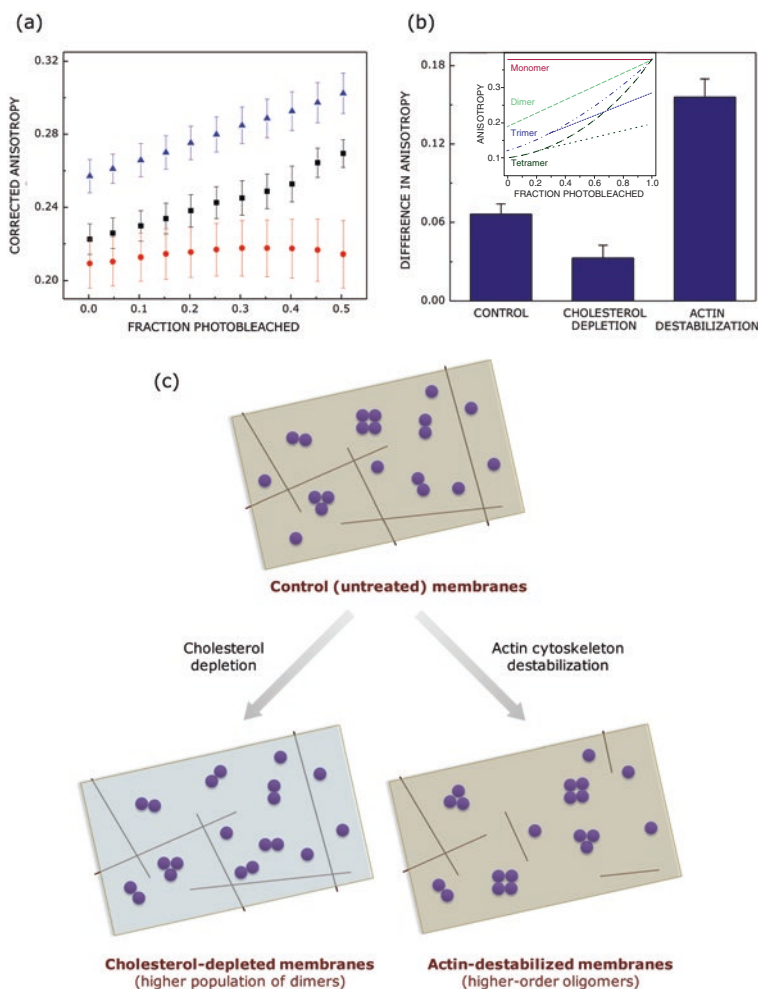 (a)
0.32
0.28
0.24
0.20
CORRECTED ANISOTROPY
0.0 0.1 0.2 0.3 0.4 0.5
FRACTION PHOTOBLEACHED
(b)
0.18
0.12
0.06
0.00
DIFFERENCE IN ANISOTROPY
CONTROL
CHOLESTEROL
DEPLETION
ACTIN
DESTABILIZATION
Monomer
Dimer
Trimer
Tetramer
0.3
0.2
0.1
ANISOTROPY
0 0.2 0.4 0.6 0.8 1.0
FRACTION PHOTOBLEACHED
(c)
Control (untreated) membranes
Cholesterol
depletion
Actin cytoskeleton
destabilization
Cholesterol-depleted membranes
(higher population of dimers)
Actin-destabilized membranes
(higher-order oligomers)